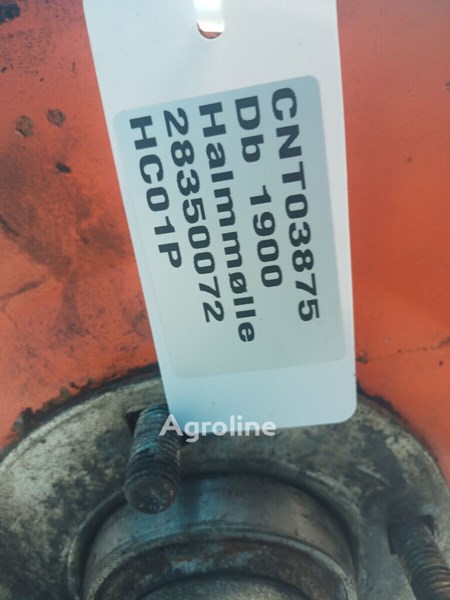 CNT03875
Db 1900
Halmmølle
28350072
HC01P
Agroline